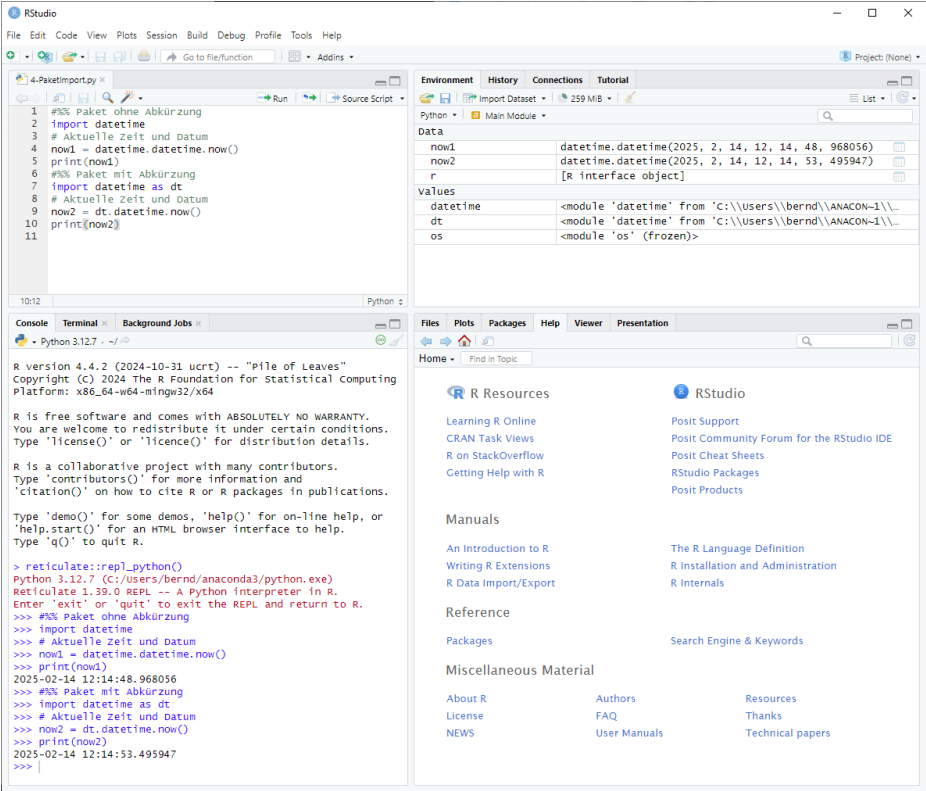 RStudio
File Edit Code View Plots Session Build Debug Profile Tools Help
Go to file/function Addins Project: (None)
4-PaketImport.py
Run Source Script
1 #%% Paket ohne Abkürzung
2 import datetime
3 # Aktuelle Zeit und Datum
4 now1 = datetime.datetime.now()
5 print(now1)
6 #%% Paket mit Abkürzung
7 import datetime as dt
8 # Aktuelle Zeit und Datum
9 now2 = dt.datetime.now()
10 print(now2)
11
10:12 Python
Environment History Connections Tutorial
Import Dataset 259 MiB List
Python Main Module
Data
now1 datetime.datetime(2025, 2, 14, 12, 14, 48, 968056)
now2 datetime.datetime(2025, 2, 14, 12, 14, 53, 495947)
r [R interface object]
Values
datetime <module 'datetime' from 'C:\\Users\\bernd\\ANACON~1\\…
dt <module 'datetime' from 'C:\\Users\\bernd\\ANACON~1\\…
os <module 'os' (frozen)>
Console Terminal Background Jobs
Python 3.12.7 · ~/
R version 4.4.2 (2024-10-31 ucrt) -- "Pile of Leaves"
Copyright (C) 2024 The R Foundation for Statistical Computing
Platform: x86_64-w64-mingw32/x64
R is free software and comes with ABSOLUTELY NO WARRANTY.
You are welcome to redistribute it under certain conditions.
Type 'license()' or 'licence()' for distribution details.
R is a collaborative project with many contributors.
Type 'contributors()' for more information and
'citation()' on how to cite R or R packages in publications.
Type 'demo()' for some demos, 'help()' for on-line help, or
'help.start()' for an HTML browser interface to help.
Type 'q()' to quit R.
> reticulate::repl_python()
Python 3.12.7 (C:/Users/bernd/anaconda3/python.exe)
Reticulate 1.39.0 REPL -- A Python interpreter in R.
Enter 'exit' or 'quit' to exit the REPL and return to R.
>>> #%% Paket ohne Abkürzung
>>> import datetime
>>> # Aktuelle Zeit und Datum
>>> now1 = datetime.datetime.now()
>>> print(now1)
2025-02-14 12:14:48.968056
>>> #%% Paket mit Abkürzung
>>> import datetime as dt
>>> # Aktuelle Zeit und Datum
>>> now2 = dt.datetime.now()
>>> print(now2)
2025-02-14 12:14:53.495947
>>>
Files Plots Packages Help Viewer Presentation
Home Find in Topic
R Resources RStudio
Learning R Online Posit Support
CRAN Task Views Posit Community Forum for the RStudio IDE
R on StackOverflow Posit Cheat Sheets
Getting Help with R RStudio Packages
Posit Products
Manuals
An Introduction to R The R Language Definition
Writing R Extensions R Installation and Administration
R Data Import/Export R Internals
Reference
Packages Search Engine & Keywords
Miscellaneous Material
About R Authors Resources
License FAQ Thanks
NEWS User Manuals Technical papers